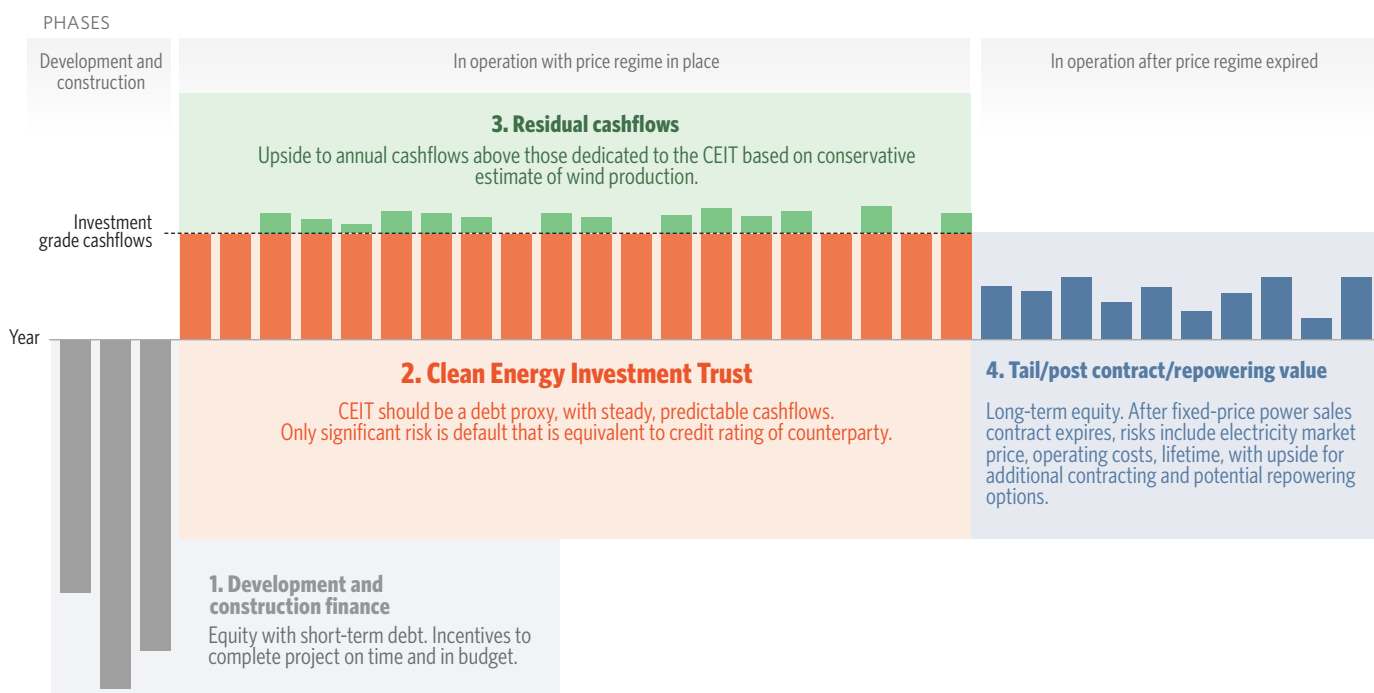 PHASES
Development and
construction
In operation with price regime in place
In operation after price regime expired
3. Residual cashflows
Upside to annual cashflows above those dedicated to the CEIT based on conservative
estimate of wind production.
Investment
grade cashflows
Year
2. Clean Energy Investment Trust
CEIT should be a debt proxy, with steady, predictable cashflows.
Only significant risk is default that is equivalent to credit rating of counterparty.
4. Tail/post contract/repowering value
Long-term equity. After fixed-price power sales
contract expires, risks include electricity market
price, operating costs, lifetime, with upside for
additional contracting and potential repowering
options.
1. Development and
construction finance
Equity with short-term debt. Incentives to
complete project on time and in budget.